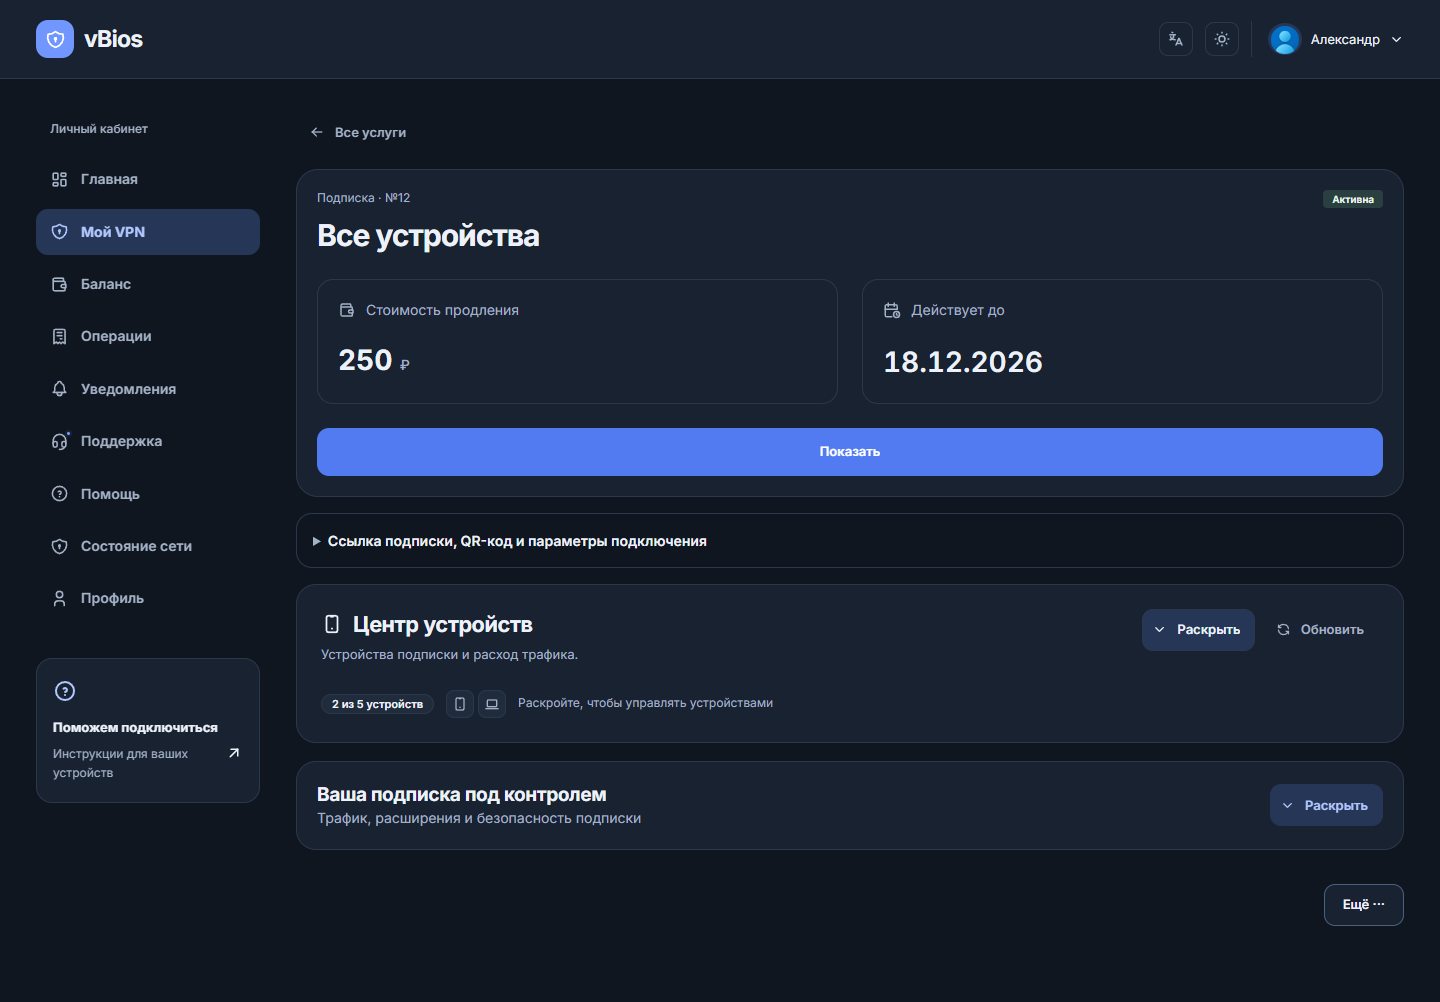 vBios
Александр
Личный кабинет
Главная
Мой VPN
Баланс
Операции
Уведомления
Поддержка
Помощь
Состояние сети
Профиль
Поможем подключиться
Инструкции для ваших
устройств
Все услуги
Подписка · №12
Активна
Все устройства
Стоимость продления
250 ₽
Действует до
18.12.2026
Показать
Ссылка подписки, QR-код и параметры подключения
Центр устройств
Устройства подписки и расход трафика.
Раскрыть
Обновить
2 из 5 устройств
Раскройте, чтобы управлять устройствами
Ваша подписка под контролем
Трафик, расширения и безопасность подписки
Раскрыть
Ещё ···